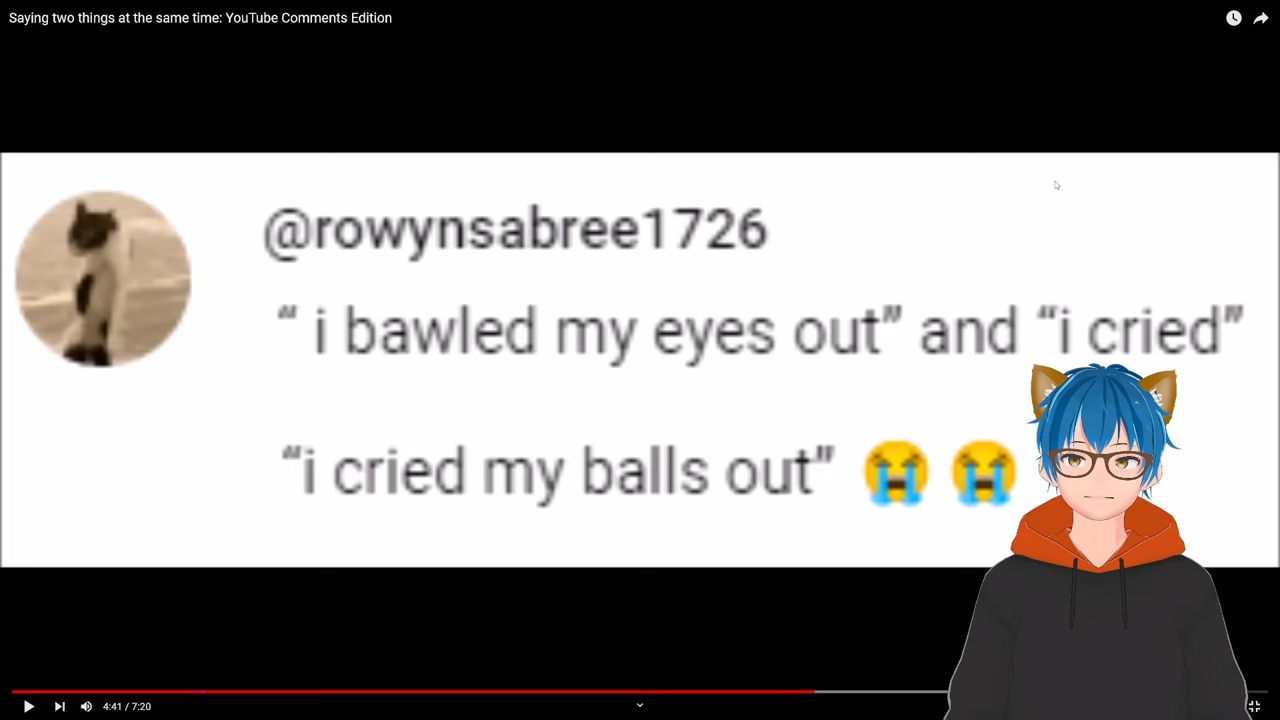 Saying two things at the same time: YouTube Comments Edition
@rowynsabree1726
“ i bawled my eyes out” and “i cried”
“i cried my balls out” 😭 😭
4:41 / 7:20